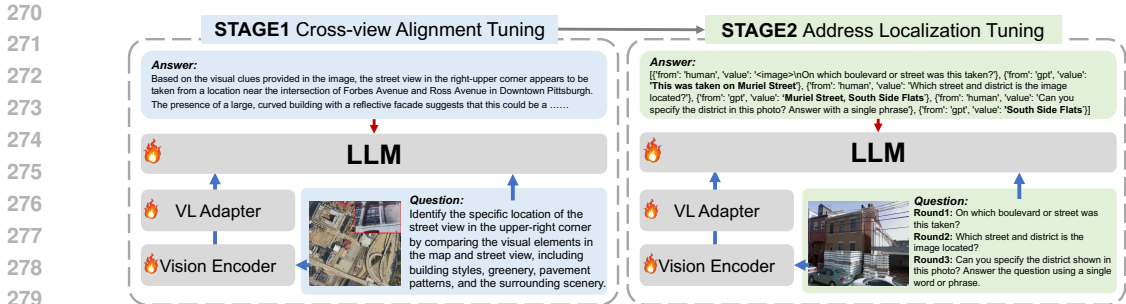 270
271
272
273
274
275
276
277
278
279
STAGE1 Cross-view Alignment Tuning
Answer:
Based on the visual clues provided in the image, the street view in the right-upper corner appears to be
taken from a location near the intersection of Forbes Avenue and Ross Avenue in Downtown Pittsburgh.
The presence of a large, curved building with a reflective facade suggests that this could be a ……
LLM
VL Adapter
Vision Encoder
Question:
Identify the specific location of the
street view in the upper-right corner
by comparing the visual elements in
the map and street view, including
building styles, greenery, pavement
patterns, and the surrounding scenery.
STAGE2 Address Localization Tuning
Answer:
[{'from': 'human', 'value': '<image>\nOn which boulevard or street was this taken?'}, {'from': 'gpt', 'value':
'This was taken on Muriel Street'}, {'from': 'human', 'value': 'Which street and district is the image
located?'}, {'from': 'gpt', 'value': 'Muriel Street, South Side Flats'}, {'from': 'human', 'value': 'Can you
specify the district in this photo? Answer with a single phrase'}, {'from': 'gpt', 'value': 'South Side Flats'}]
LLM
VL Adapter
Vision Encoder
Question:
Round1: On which boulevard or street was
this taken?
Round2: Which street and district is the
image located?
Round3: Can you specify the district shown in
this photo? Answer the question using a single
word or phrase.